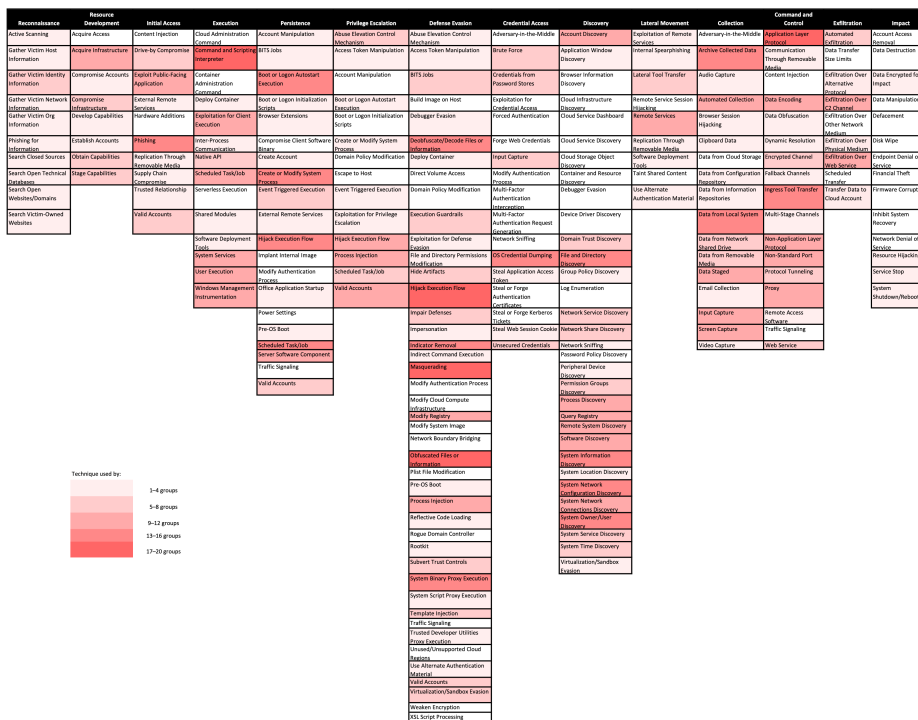 Reconnaissance
Active Scanning
Gather Victim Host
Information
Gather Victim Identity
Information
Gather Victim Network
Information
Gather Victim Org
Information
Phishing for
Information
Search Closed Sources
Search Open Technical
Databases
Search Open
Websites/Domains
Search Victim-Owned
Websites
Resource
Development
Acquire Access
Acquire Infrastructure
Compromise Accounts
Compromise
Infrastructure
Develop Capabilities
Establish Accounts
Obtain Capabilities
Stage Capabilities
Initial Access
Content Injection
Drive-by Compromise
Exploit Public-Facing
Application
External Remote
Services
Hardware Additions
Phishing
Replication Through
Removable Media
Supply Chain
Compromise
Trusted Relationship
Valid Accounts
Execution
Cloud Administration
Command
Command and Scripting
Interpreter
Container
Administration
Command
Deploy Container
Exploitation for Client
Execution
Inter-Process
Communication
Native API
Scheduled Task/Job
Serverless Execution
Shared Modules
Software Deployment
Tools
System Services
User Execution
Windows Management
Instrumentation
Persistence
Account Manipulation
BITS Jobs
Boot or Logon Autostart
Execution
Boot or Logon Initialization
Scripts
Browser Extensions
Compromise Client Software
Binary
Create Account
Create or Modify System
Process
Event Triggered Execution
External Remote Services
Hijack Execution Flow
Implant Internal Image
Modify Authentication
Process
Office Application Startup
Power Settings
Pre-OS Boot
Scheduled Task/Job
Server Software Component
Traffic Signaling
Valid Accounts
Privilege Escalation
Abuse Elevation Control
Mechanism
Access Token Manipulation
Account Manipulation
Boot or Logon Autostart
Execution
Boot or Logon Initialization
Scripts
Create or Modify System
Process
Domain Policy Modification
Escape to Host
Event Triggered Execution
Exploitation for Privilege
Escalation
Hijack Execution Flow
Process Injection
Scheduled Task/Job
Valid Accounts
Defense Evasion
Abuse Elevation Control
Mechanism
Access Token Manipulation
BITS Jobs
Build Image on Host
Debugger Evasion
Deobfuscate/Decode Files or
Information
Deploy Container
Direct Volume Access
Domain Policy Modification
Execution Guardrails
Exploitation for Defense
Evasion
File and Directory Permissions
Modification
Hide Artifacts
Hijack Execution Flow
Impair Defenses
Impersonation
Indicator Removal
Indirect Command Execution
Masquerading
Modify Authentication Process
Modify Cloud Compute
Infrastructure
Modify Registry
Modify System Image
Network Boundary Bridging
Obfuscated Files or
Information
Plist File Modification
Pre-OS Boot
Process Injection
Reflective Code Loading
Rogue Domain Controller
Rootkit
Subvert Trust Controls
System Binary Proxy Execution
System Script Proxy Execution
Template Injection
Traffic Signaling
Trusted Developer Utilities
Proxy Execution
Unused/Unsupported Cloud
Regions
Use Alternate Authentication
Material
Valid Accounts
Virtualization/Sandbox Evasion
Weaken Encryption
XSL Script Processing
Credential Access
Adversary-in-the-Middle
Brute Force
Credentials from
Password Stores
Exploitation for
Credential Access
Forced Authentication
Forge Web Credentials
Input Capture
Modify Authentication
Process
Multi-Factor
Authentication
Interception
Multi-Factor
Authentication Request
Generation
Network Sniffing
OS Credential Dumping
Steal Application Access
Token
Steal or Forge
Authentication
Certificates
Steal or Forge Kerberos
Tickets
Steal Web Session Cookie
Unsecured Credentials
Discovery
Account Discovery
Application Window
Discovery
Browser Information
Discovery
Cloud Infrastructure
Discovery
Cloud Service Dashboard
Cloud Service Discovery
Cloud Storage Object
Discovery
Container and Resource
Discovery
Debugger Evasion
Device Driver Discovery
Domain Trust Discovery
File and Directory
Discovery
Group Policy Discovery
Log Enumeration
Network Service Discovery
Network Share Discovery
Network Sniffing
Password Policy Discovery
Peripheral Device
Discovery
Permission Groups
Discovery
Process Discovery
Query Registry
Remote System Discovery
Software Discovery
System Information
Discovery
System Location Discovery
System Network
Configuration Discovery
System Network
Connections Discovery
System Owner/User
Discovery
System Service Discovery
System Time Discovery
Virtualization/Sandbox
Evasion
Lateral Movement
Exploitation of Remote
Services
Internal Spearphishing
Lateral Tool Transfer
Remote Service Session
Hijacking
Remote Services
Replication Through
Removable Media
Software Deployment
Tools
Taint Shared Content
Use Alternate
Authentication Material
Collection
Adversary-in-the-Middle
Archive Collected Data
Audio Capture
Automated Collection
Browser Session
Hijacking
Clipboard Data
Data from Cloud Storage
Data from Configuration
Repository
Data from Information
Repositories
Data from Local System
Data from Network
Shared Drive
Data from Removable
Media
Data Staged
Email Collection
Input Capture
Screen Capture
Video Capture
Command and
Control
Application Layer
Protocol
Communication
Through Removable
Media
Content Injection
Data Encoding
Data Obfuscation
Dynamic Resolution
Encrypted Channel
Fallback Channels
Ingress Tool Transfer
Multi-Stage Channels
Non-Application Layer
Protocol
Non-Standard Port
Protocol Tunneling
Proxy
Remote Access
Software
Traffic Signaling
Web Service
Exfiltration
Automated
Exfiltration
Data Transfer
Size Limits
Exfiltration Over
Alternative
Protocol
Exfiltration Over
C2 Channel
Exfiltration Over
Other Network
Medium
Exfiltration Over
Physical Medium
Exfiltration Over
Web Service
Scheduled
Transfer
Transfer Data to
Cloud Account
Impact
Account Access
Removal
Data Destruction
Data Encrypted for
Impact
Data Manipulation
Defacement
Disk Wipe
Endpoint Denial of
Service
Financial Theft
Firmware Corrupt
Inhibit System
Recovery
Network Denial of
Service
Resource Hijacking
Service Stop
System
Shutdown/Reboot
Technique used by:
1–4 groups
5–8 groups
9–12 groups
13–16 groups
17–20 groups